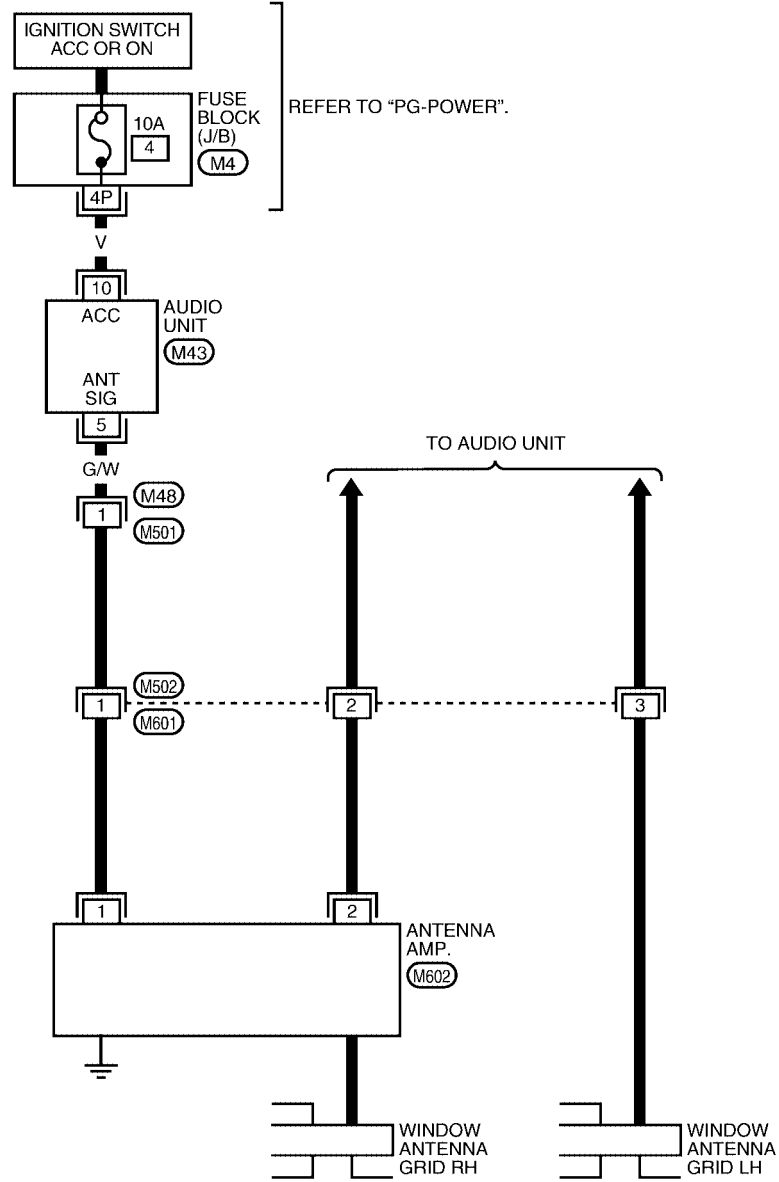 IGNITION SWITCH
ACC OR ON
FUSE
BLOCK
(J/B)
M4
10A
4
REFER TO “PG-POWER”.
4P
V
10
ACC
AUDIO
UNIT
M43
ANT
SIG
5
G/W
TO AUDIO UNIT
M48
1
M501
M502
1
2
3
M601
1
2
ANTENNA
AMP.
M602
WINDOW
ANTENNA
GRID RH
WINDOW
ANTENNA
GRID LH